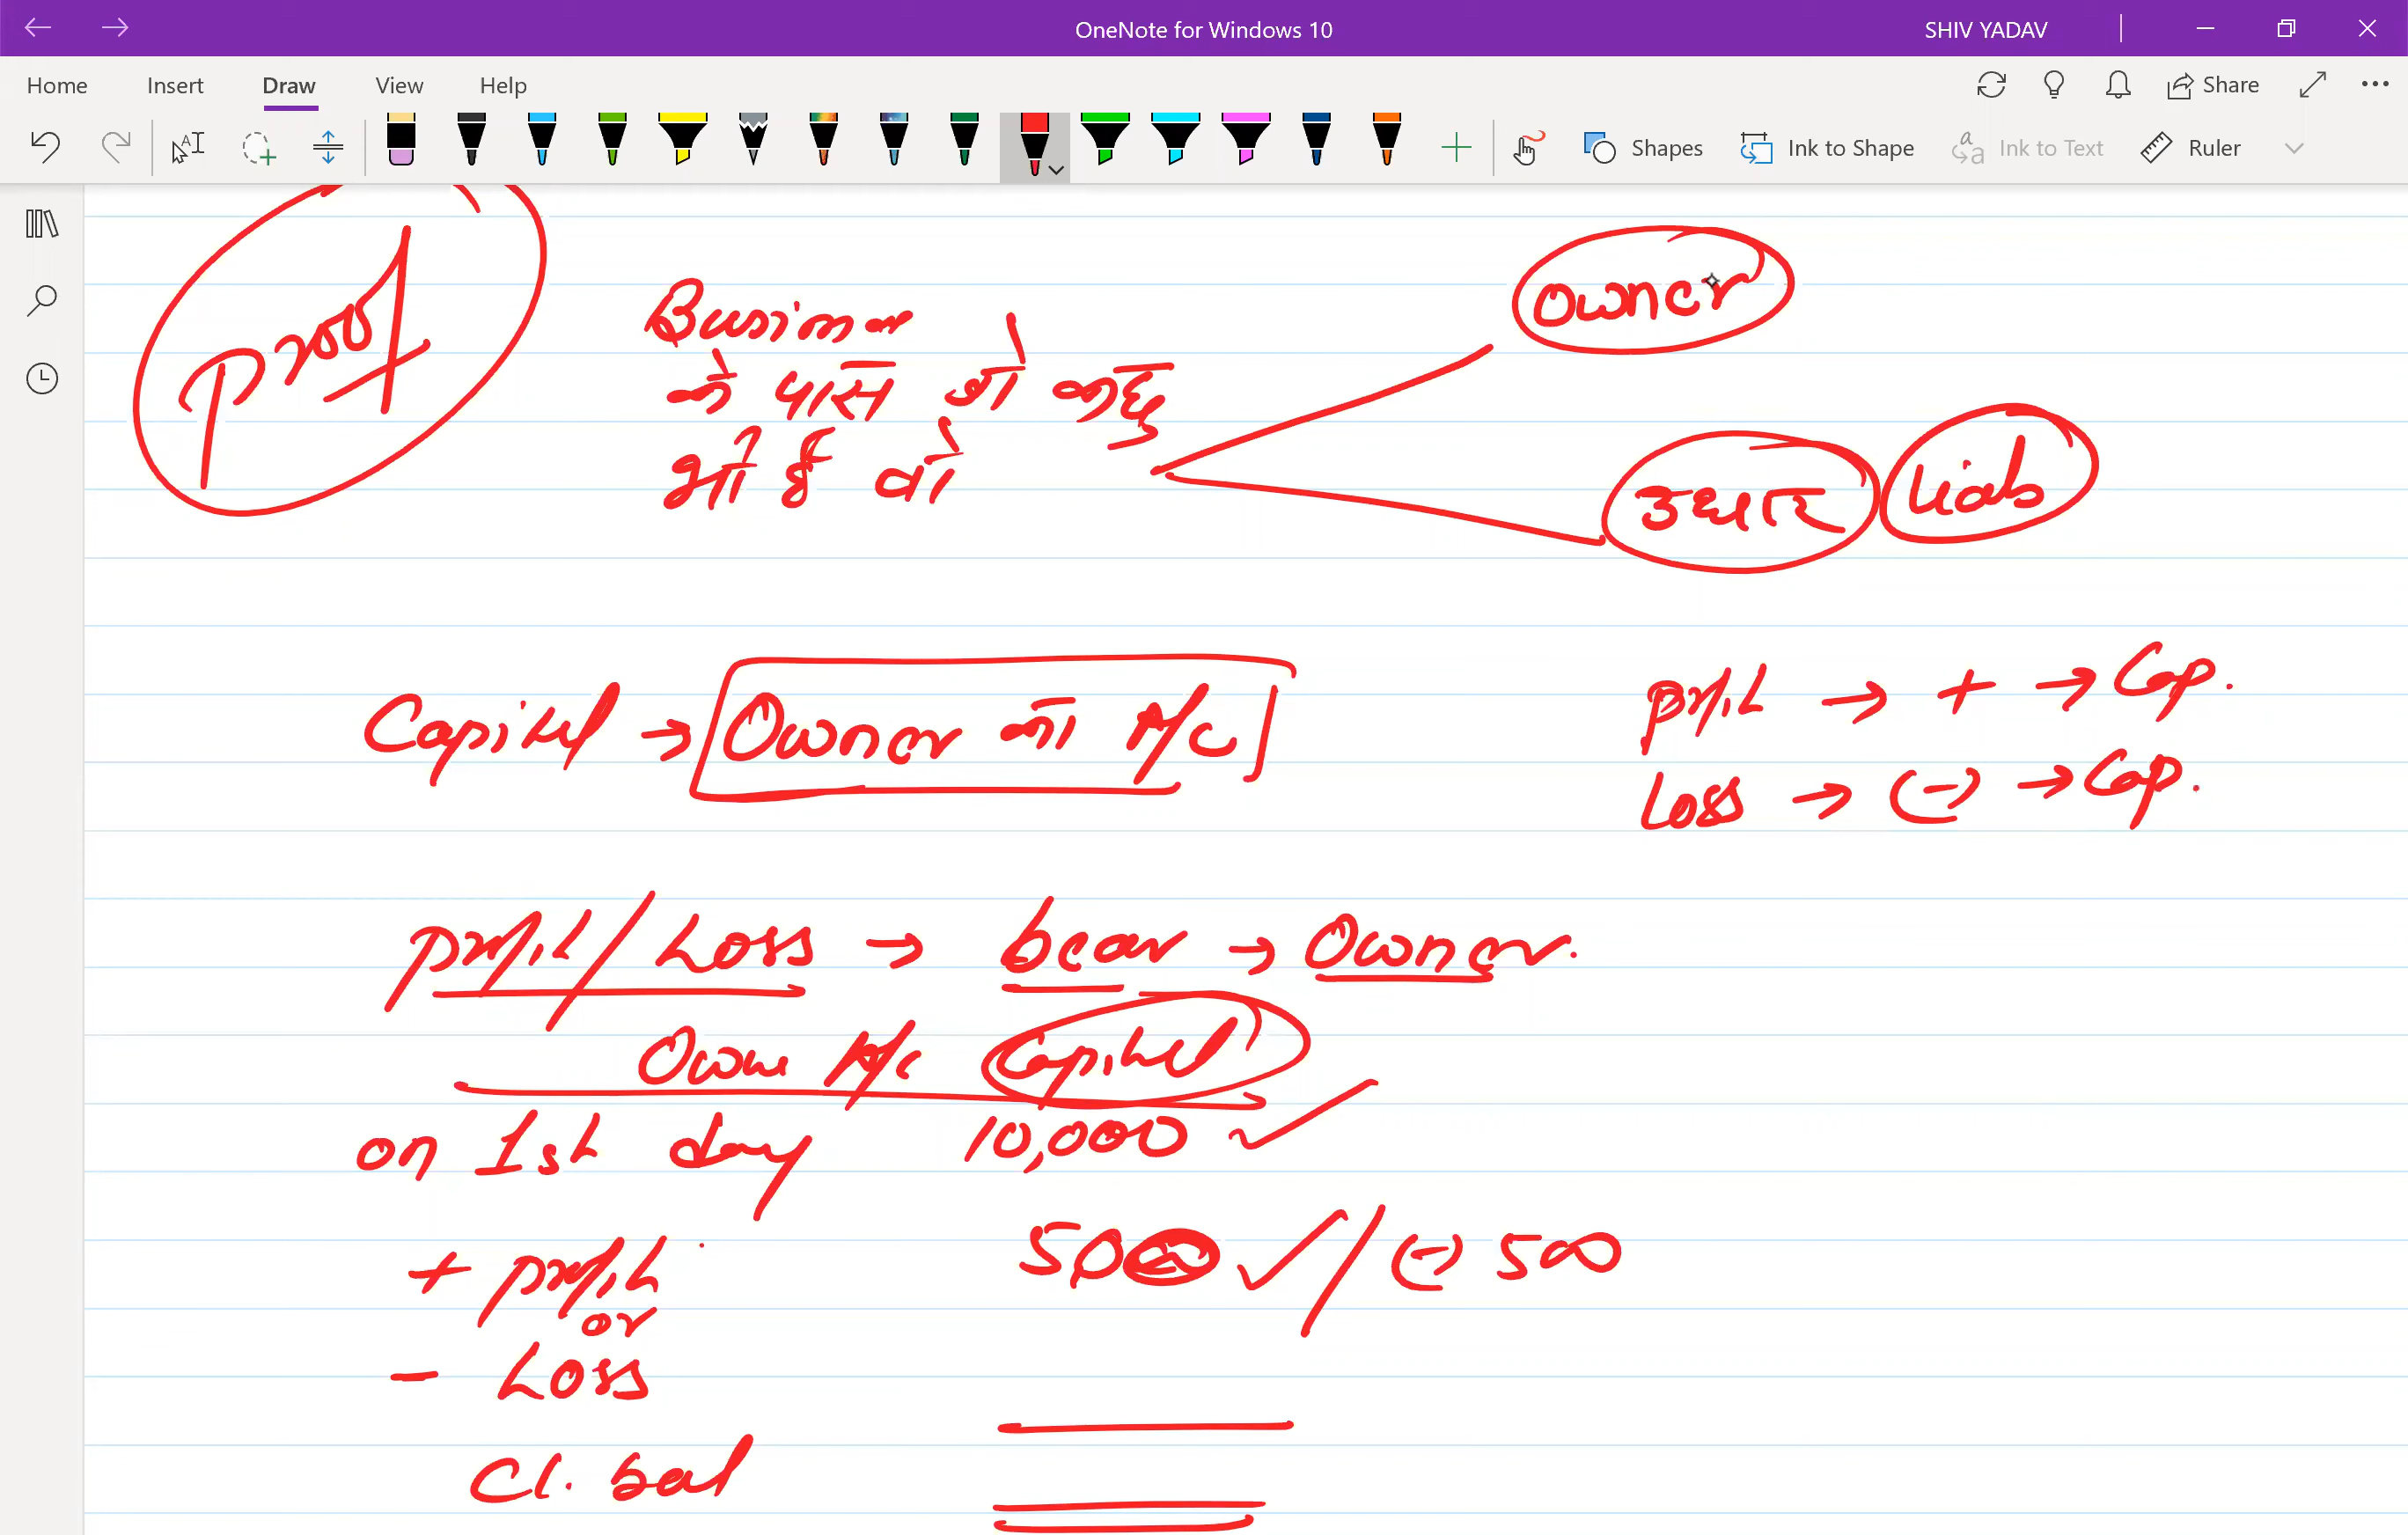 OneNote for Windows 10
SHIV YADAV
Home Insert Draw View Help
Share
Shapes Ink to Shape Ink to Text Ruler
Proof
Business
के पास जो कुछ
भी है वो
owner
उधार Liab
Capital → Owner का A/c
Profit → + → Cap.
Loss → (-) → Cap.
Profit/Loss → bear → Owner.
Owne A/c Capital
on 1st day 10,000
+ Profit 5000 / (-) 500
or
- Loss
Cl. bal